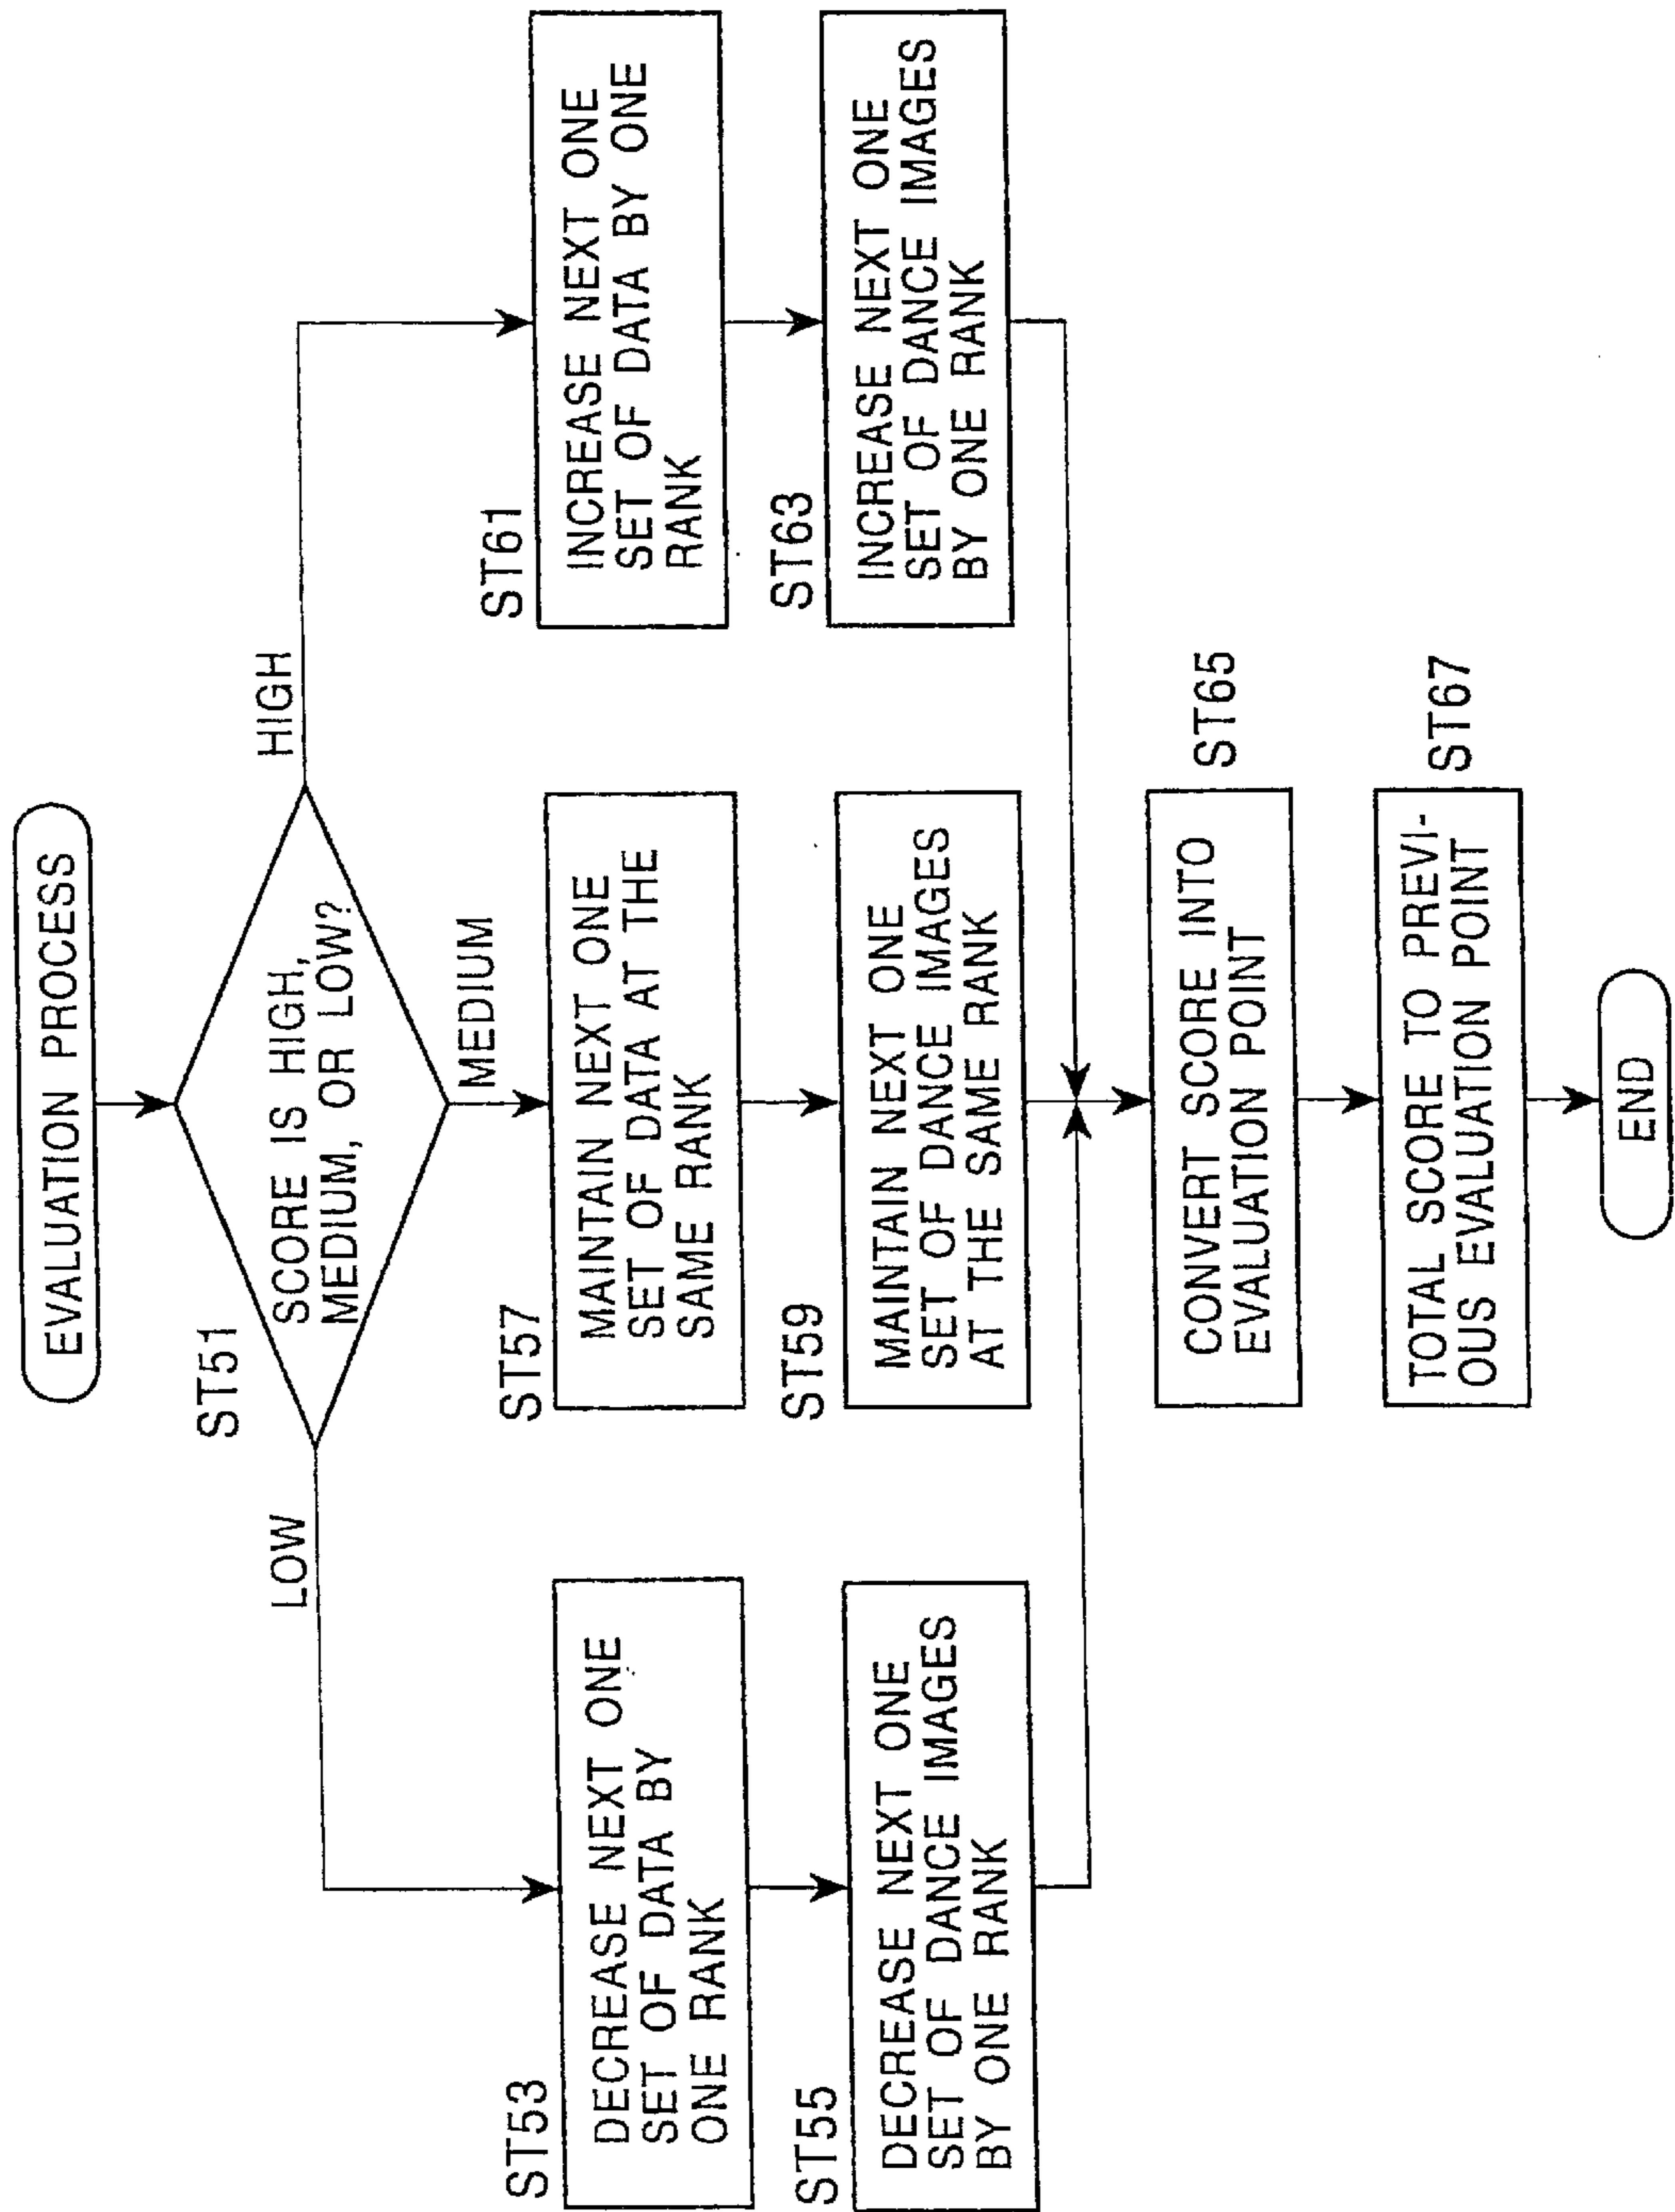 EVALUATION PROCESS
ST51
SCORE IS HIGH,
MEDIUM, OR LOW?
LOW
MEDIUM
HIGH
ST53
DECREASE NEXT ONE
SET OF DATA BY
ONE RANK
ST55
DECREASE NEXT ONE
SET OF DANCE IMAGES
BY ONE RANK
ST57
MAINTAIN NEXT ONE
SET OF DATA AT THE
SAME RANK
ST59
MAINTAIN NEXT ONE
SET OF DANCE IMAGES
AT THE SAME RANK
ST61
INCREASE NEXT ONE
SET OF DATA BY ONE
RANK
ST63
INCREASE NEXT ONE
SET OF DANCE IMAGES
BY ONE RANK
CONVERT SCORE INTO
EVALUATION POINT
ST65
TOTAL SCORE TO PREVI-
OUS EVALUATION POINT
ST67
END